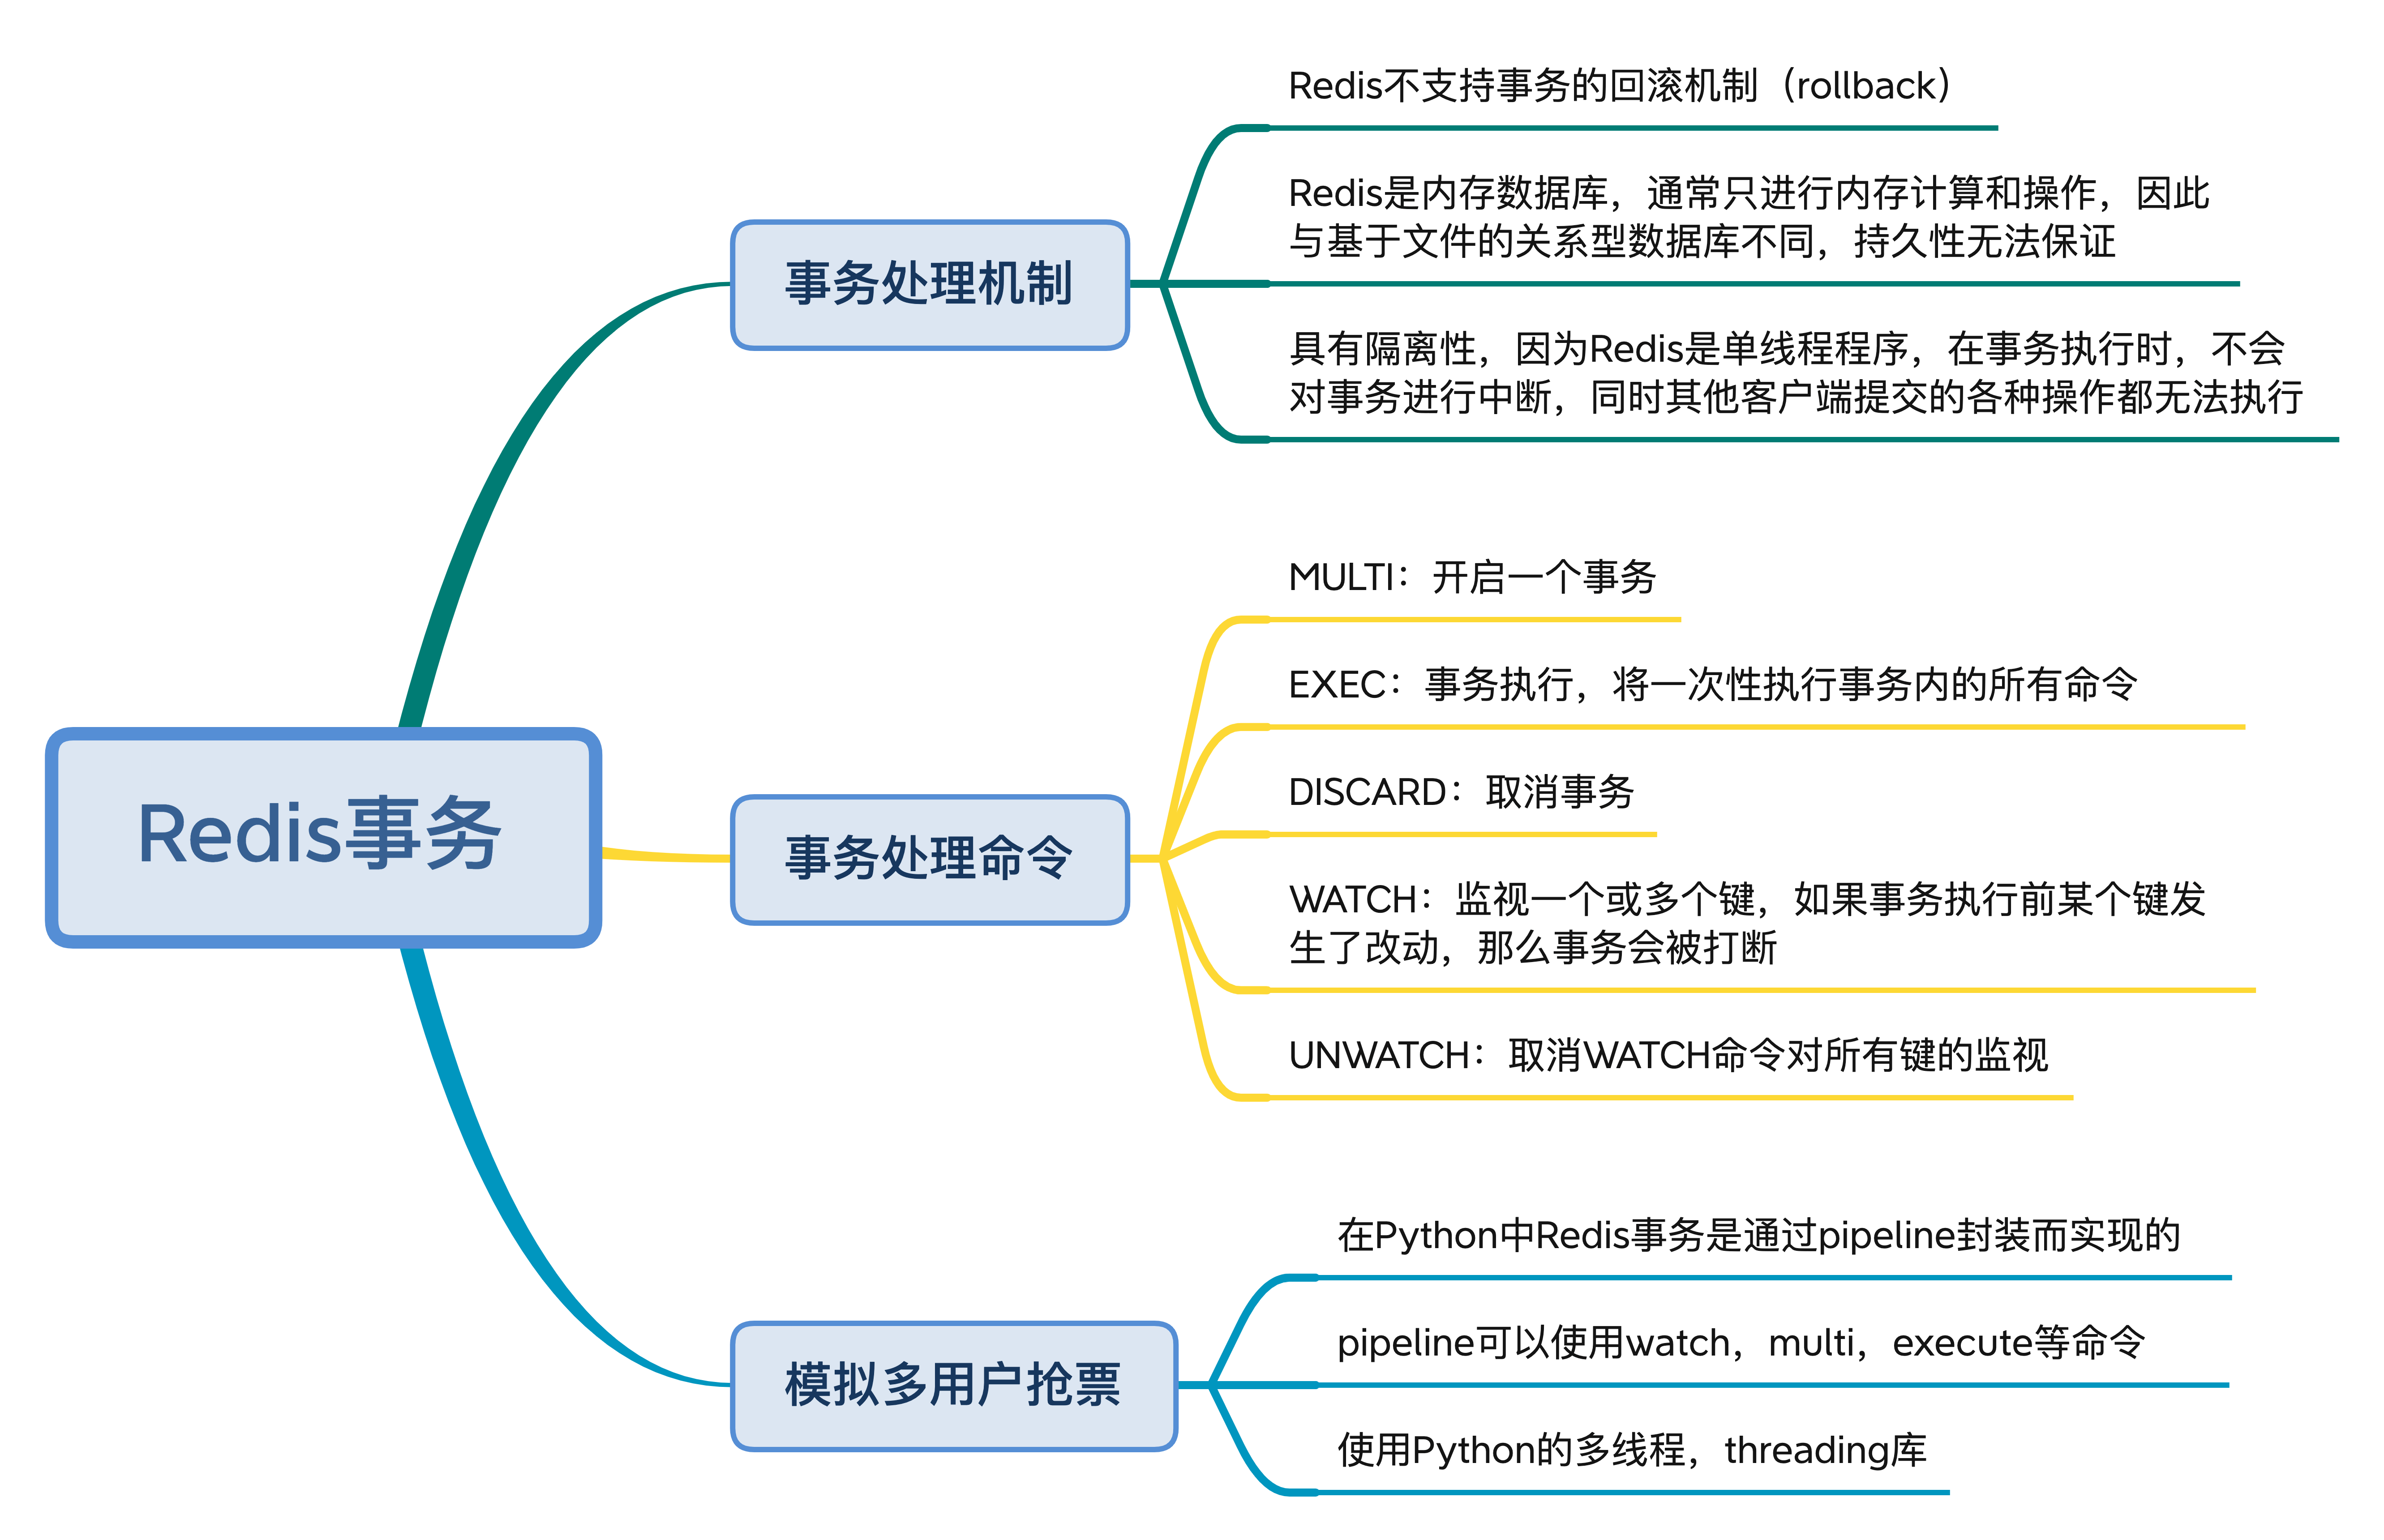 Redis事务
事务处理机制
Redis不支持事务的回滚机制（rollback）
Redis是内存数据库，通常只进行内存计算和操作，因此
与基于文件的关系型数据库不同，持久性无法保证
具有隔离性，因为Redis是单线程程序，在事务执行时，不会
对事务进行中断，同时其他客户端提交的各种操作都无法执行
事务处理命令
MULTI：开启一个事务
EXEC：事务执行，将一次性执行事务内的所有命令
DISCARD：取消事务
WATCH：监视一个或多个键，如果事务执行前某个键发
生了改动，那么事务会被打断
UNWATCH：取消WATCH命令对所有键的监视
模拟多用户抢票
在Python中Redis事务是通过pipeline封装而实现的
pipeline可以使用watch，multi，execute等命令
使用Python的多线程，threading库